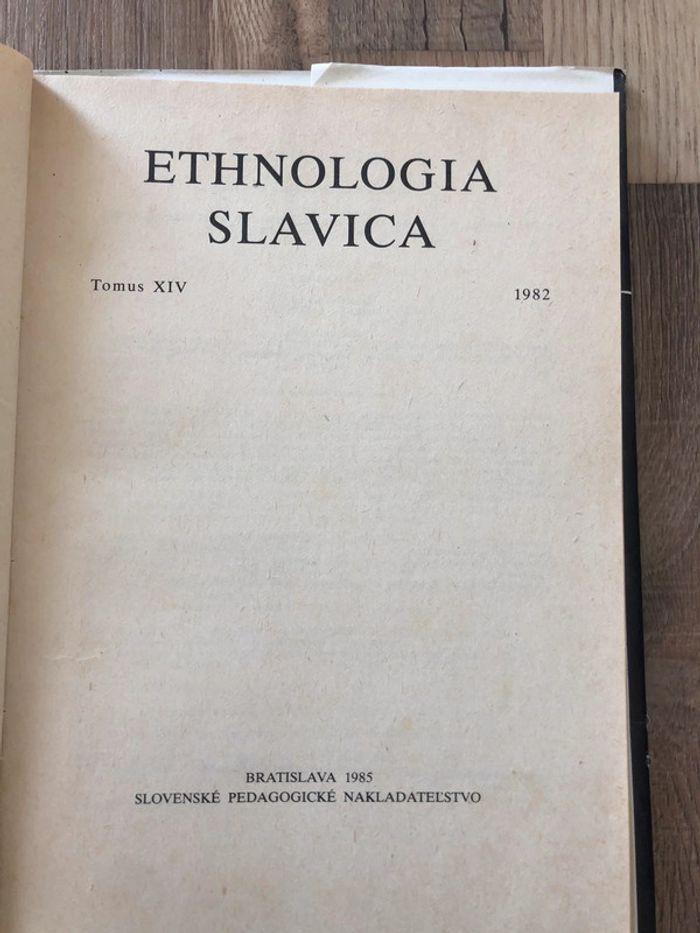 ETHNOLOGIA
SLAVICA
Tomus XIV 1982
BRATISLAVA 1985
SLOVENSKÉ PEDAGOGICKÉ NAKLADATEĽSTVO